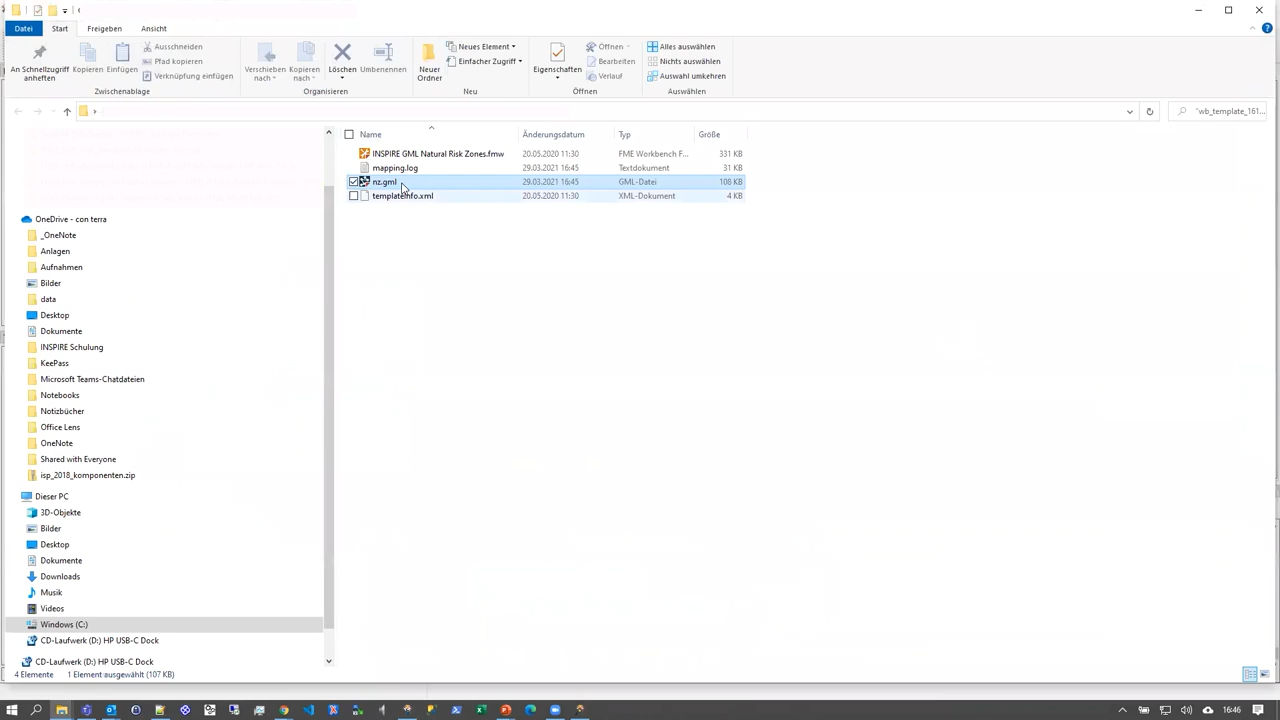 Datei Start Freigeben Ansicht
An Schnellzugriff anheften
Kopieren
Einfügen
Ausschneiden
Pfad kopieren
Verknüpfung einfügen
Zwischenablage
Verschieben nach
Kopieren nach
Löschen
Umbenennen
Organisieren
Neuer Ordner
Neues Element
Einfacher Zugriff
Neu
Eigenschaften
Öffnen
Bearbeiten
Verlauf
Öffnen
Alles auswählen
Nichts auswählen
Auswahl umkehren
Auswählen
"wb_template_161...
Name Änderungsdatum Typ Größe
INSPIRE GML Natural Risk Zones.fmw 20.05.2020 11:30 FME Workbench F... 331 KB
mapping.log 29.03.2021 16:45 Textdokument 31 KB
nz.gml 29.03.2021 16:45 GML-Datei 108 KB
templateinfo.xml 20.05.2020 11:30 XML-Dokument 4 KB
OneDrive - con terra
_OneNote
Anlagen
Aufnahmen
Bilder
data
Desktop
Dokumente
INSPIRE Schulung
KeePass
Microsoft Teams-Chatdateien
Notebooks
Notizbücher
Office Lens
OneNote
Shared with Everyone
isp_2018_komponenten.zip
Dieser PC
3D-Objekte
Bilder
Desktop
Dokumente
Downloads
Musik
Videos
Windows (C:)
CD-Laufwerk (D:) HP USB-C Dock
CD-Laufwerk (D:) HP USB-C Dock
4 Elemente 1 Element ausgewählt (107 KB)
16:46